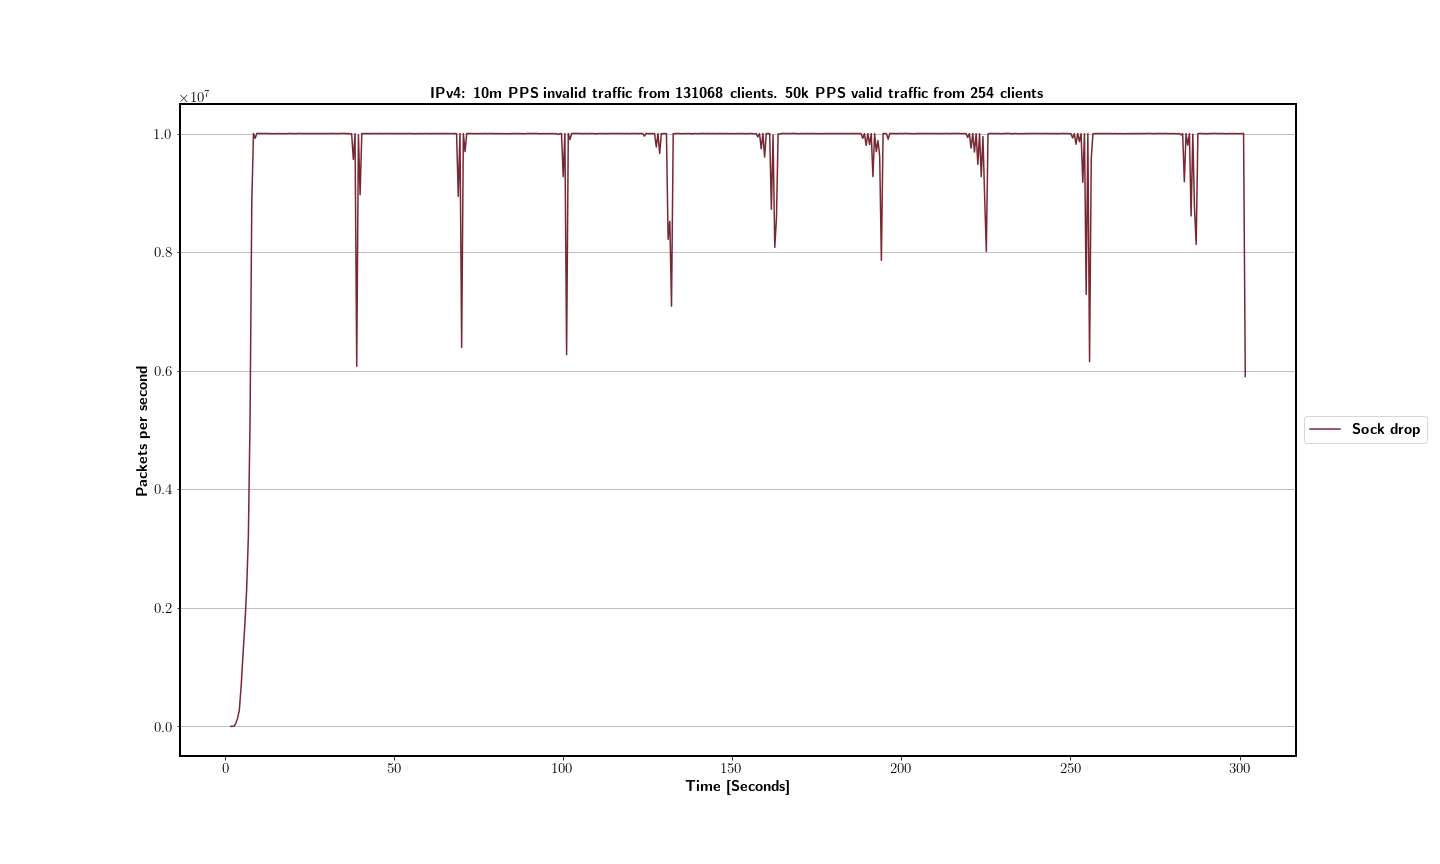 IPv4: 10m PPS invalid traffic from 131068 clients. 50k PPS valid traffic from 254 clients
×10⁷
1.0
0.8
0.6
0.4
0.2
0.0
Packets per second
Sock drop
0 50 100 150 200 250 300
Time [Seconds]